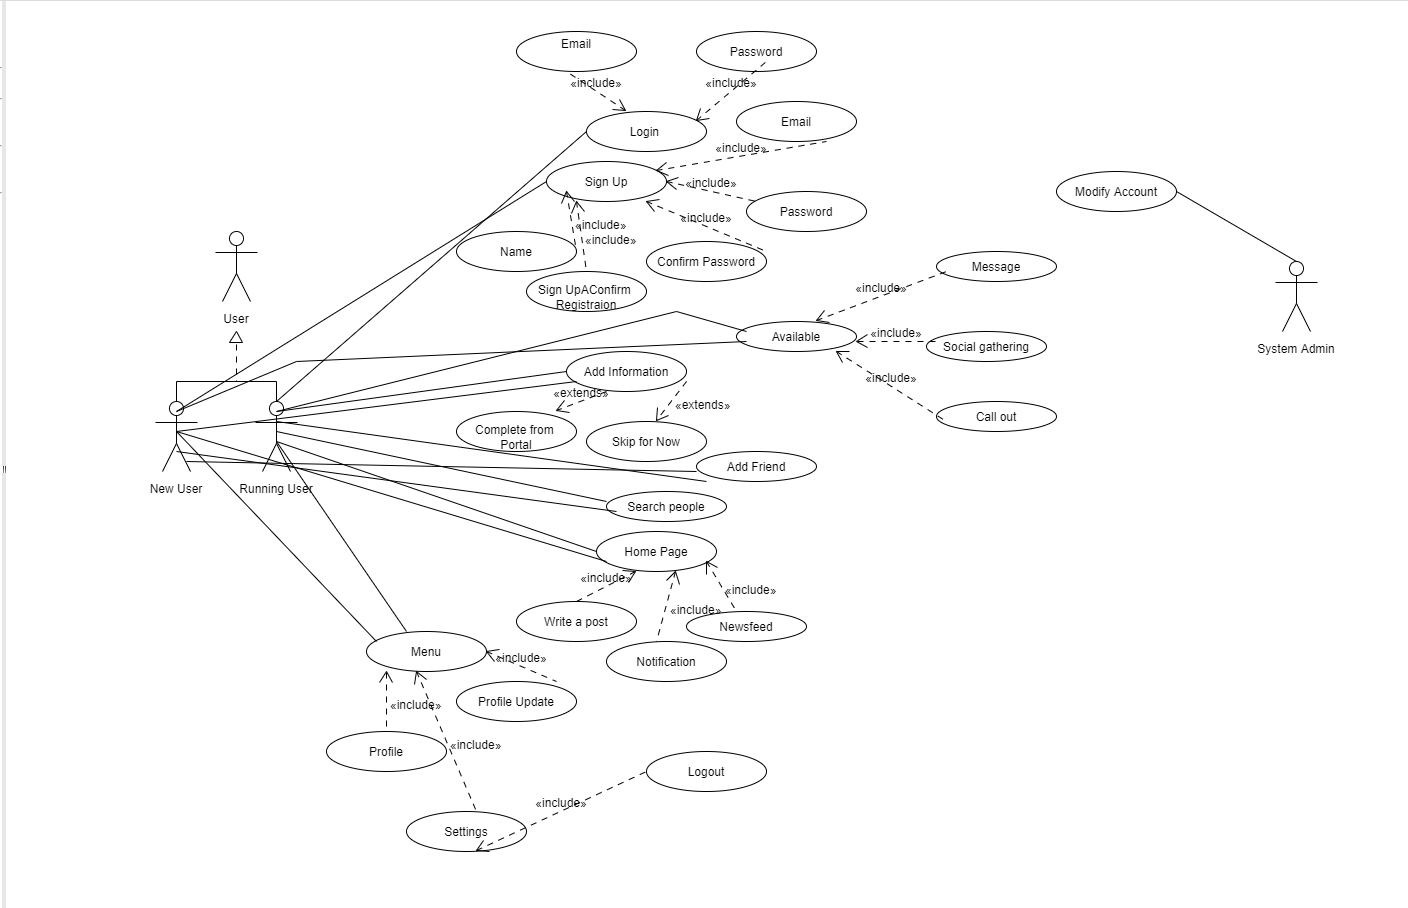 Email
Password
«include»
«include»
Login
Email
«include»
Sign Up
«include»
Password
Modify Account
«include»
«include»
«include»
Name
Confirm Password
Message
Sign UpAConfirm
Registraion
«include»
User
Available
«include»
Social gathering
System Admin
Add Information
«include»
«extends»
«extends»
Call out
Complete from
Portal
Skip for Now
Add Friend
New User
Running User
Search people
Home Page
«include»
«include»
«include»
Write a post
Newsfeed
Menu
«include»
Notification
Profile Update
«include»
Profile
«include»
Logout
«include»
Settings